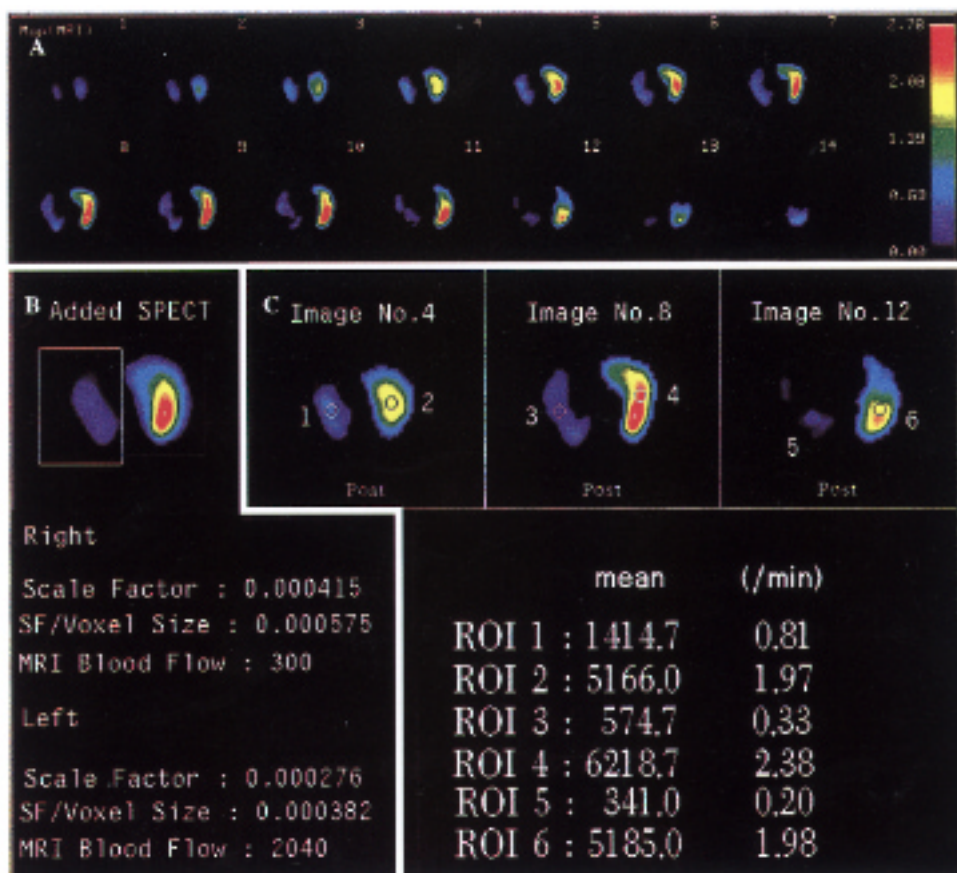 1 2 3 4 5 6 7
2.78
A
2.08
1.39
8 9 10 11 12 13 14
0.00
B Added SPECT
C Image No.4 Image No.8 Image No.12
1 2 3 4 5 6
Post Post Post
Right
Scale Factor : 0.000415
SF/Voxel Size : 0.000575
MRI Blood Flow : 300
Left
Scale Factor : 0.000276
SF/Voxel Size : 0.000382
MRI Blood Flow : 2040
mean (/min)
ROI 1 : 1414.7 0.81
ROI 2 : 5166.0 1.97
ROI 3 : 574.7 0.33
ROI 4 : 6218.7 2.38
ROI 5 : 341.0 0.20
ROI 6 : 5185.0 1.98